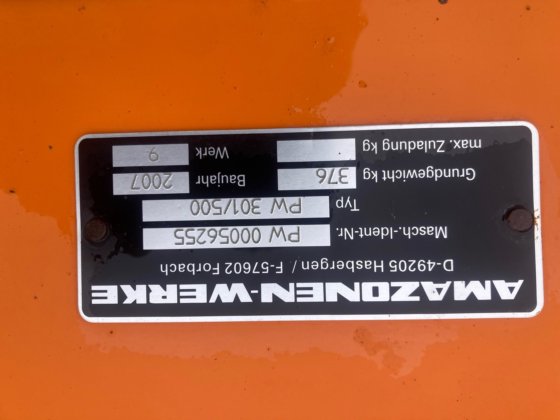 AMAZONEN-WERKE
D-49205 Hasbergen / F-57602 Forbach
Masch.-Ident-Nr. PW 00056255
Typ PW 301/500
Grundgewicht kg 376 Baujahr 2007
max. Zuladung kg Werk 6